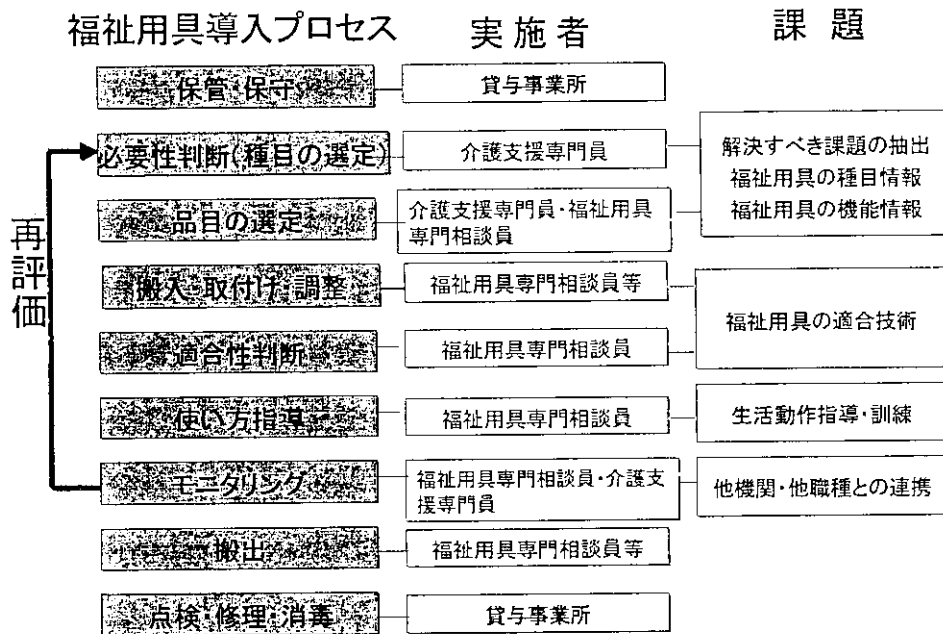 福祉用具導入プロセス 実施者 課題
保管・保守 貸与事業所
必要性判断(種目の選定) 介護支援専門員
解決すべき課題の抽出
福祉用具の種目情報
福祉用具の機能情報
品目の選定
介護支援専門員・福祉用具
専門相談員
再評価
搬入・取付け・調整 福祉用具専門相談員等
福祉用具の適合技術
適合性判断 福祉用具専門相談員
使い方指導 福祉用具専門相談員 生活動作指導・訓練
モニタリング
福祉用具専門相談員・介護支
援専門員
他機関・他職種との連携
搬出 福祉用具専門相談員等
点検・修理・消毒 貸与事業所